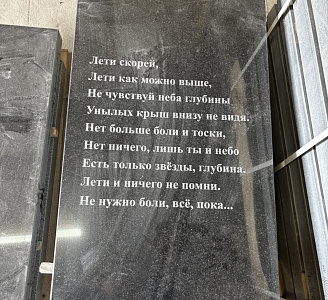 Лети скорей,
Лети как можно выше,
Не чувствуй неба глубины
Унылых крыш внизу не видя.
Нет больше боли и тоски,
Нет ничего, лишь ты и небо
Есть только звёзды, глубина.
Лети и ничего не помни.
Не нужно боли, всё, пока...